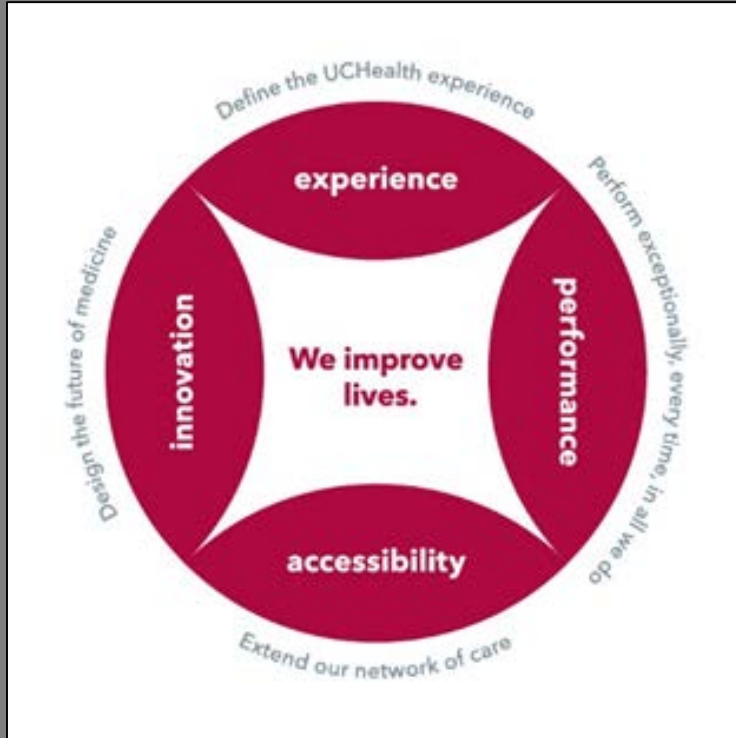 Define the UCHealth experience
experience
Perform exceptionally, every time, in all we do
performance
We improve
lives.
innovation
Design the future of medicine
accessibility
Extend our network of care